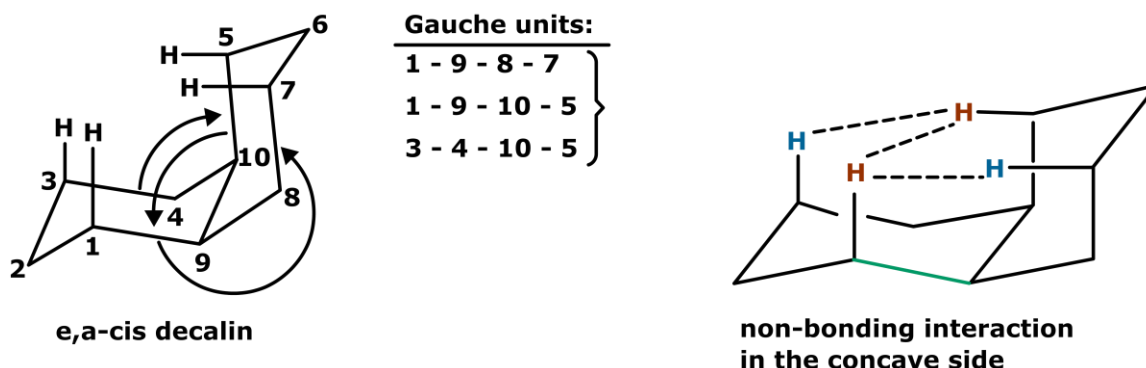 6
5
H
H
7
H
H
10
3
4
8
1
2
9
e,a-cis decalin
Gauche units:
1 - 9 - 8 - 7
1 - 9 - 10 - 5
3 - 4 - 10 - 5
H
H
H
H
non-bonding interaction
in the concave side